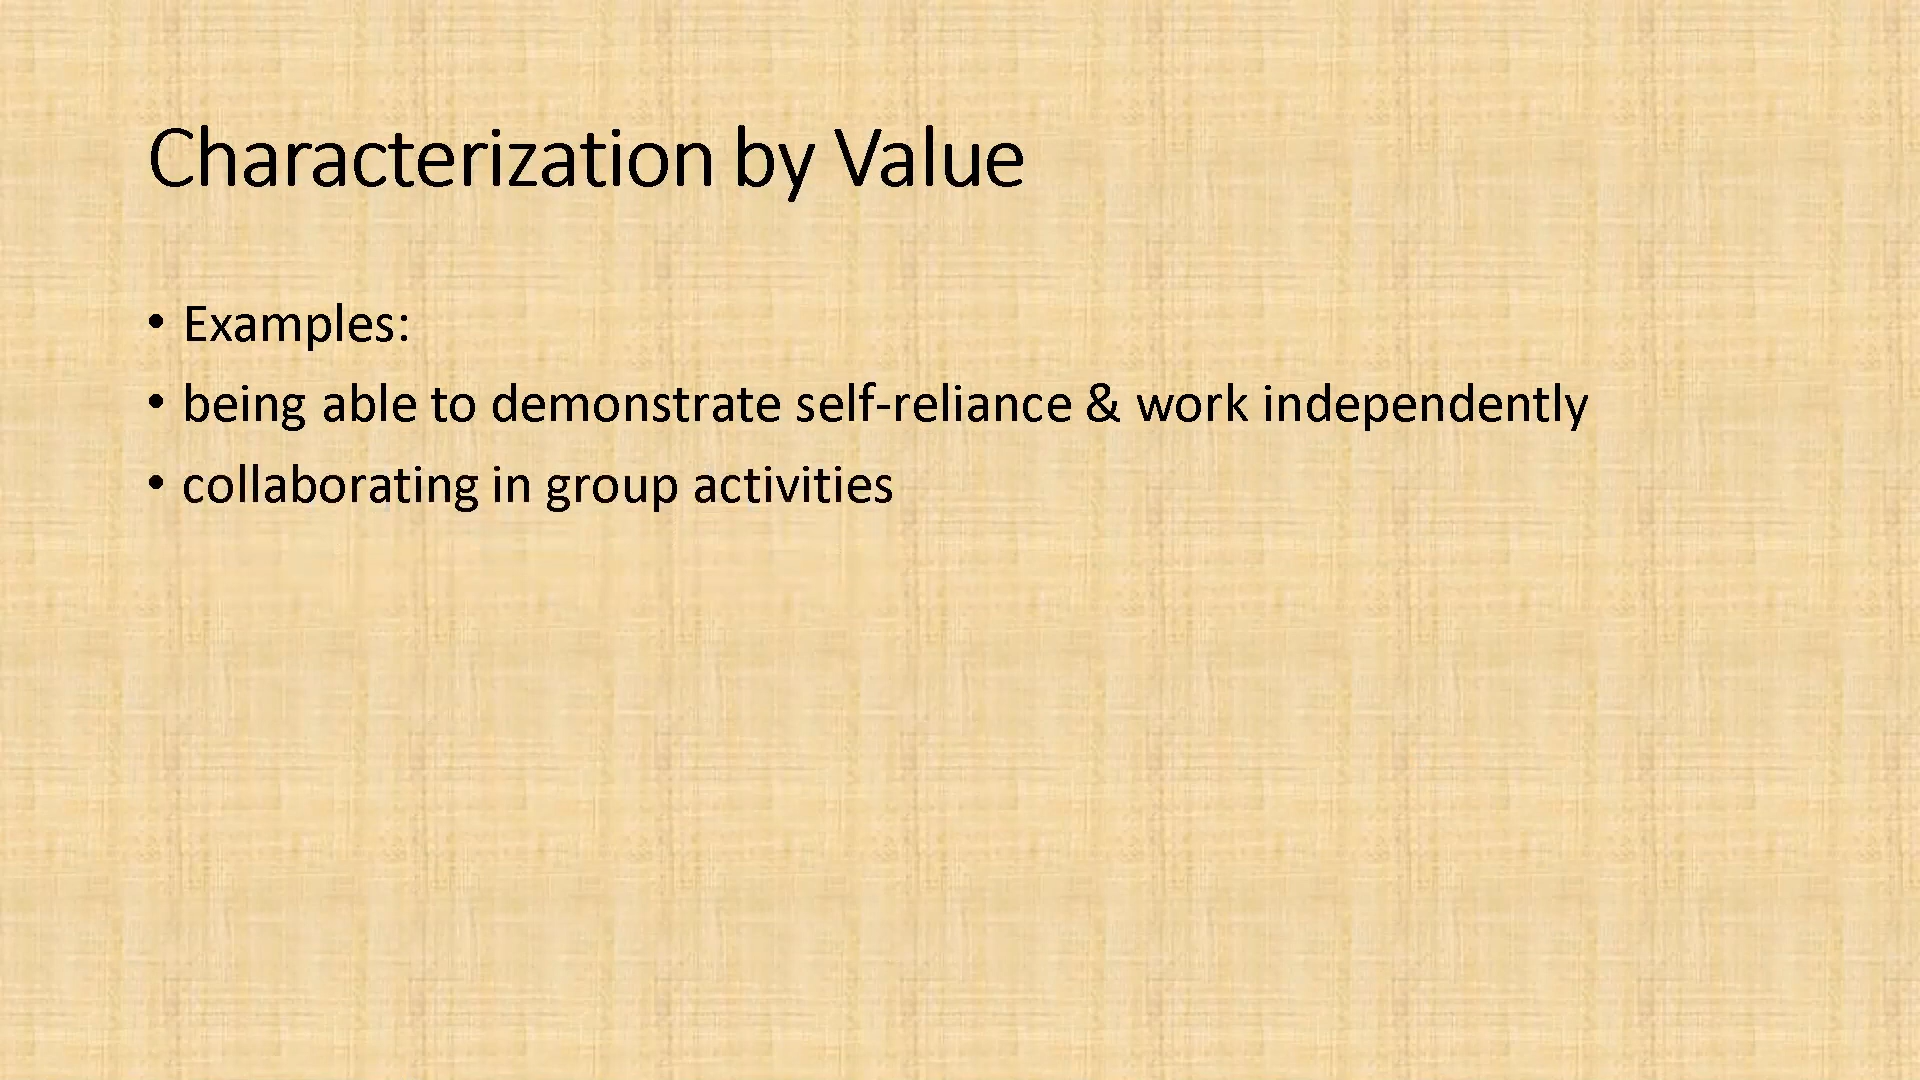 Characterization by Value
• Examples:
• being able to demonstrate self-reliance & work independently
• collaborating in group activities